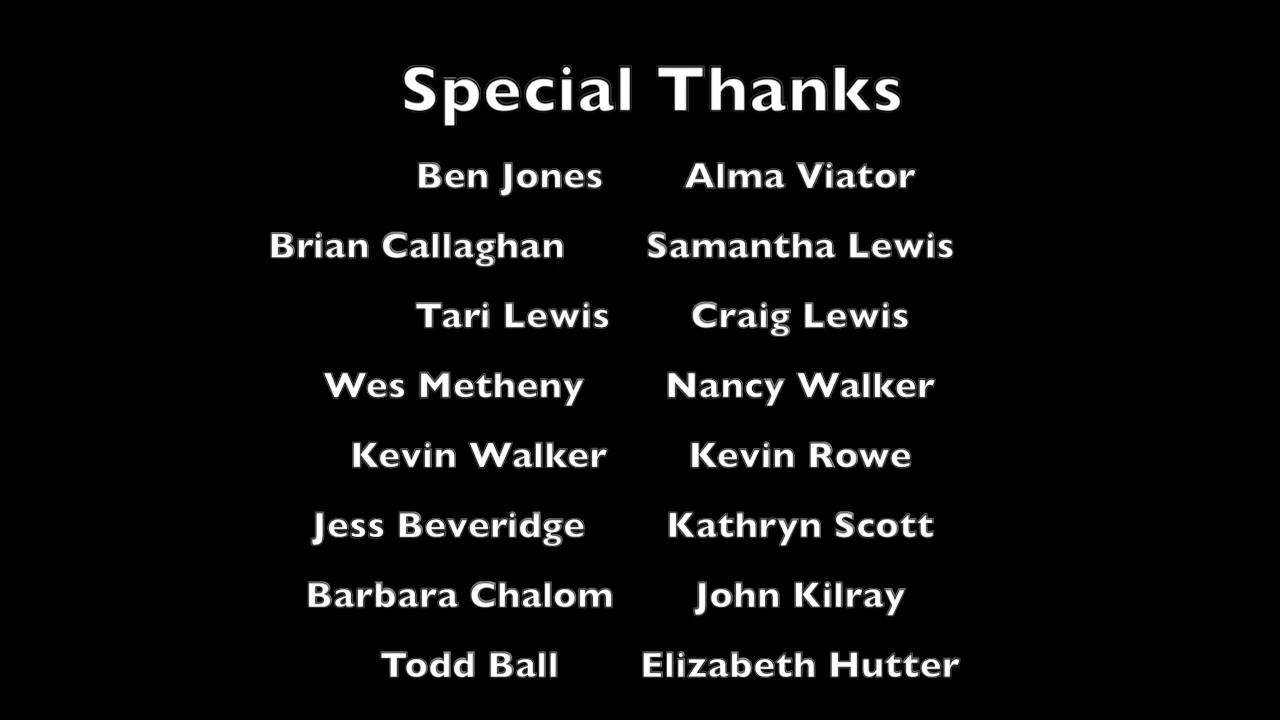 Special Thanks
Ben Jones Alma Viator
Brian Callaghan Samantha Lewis
Tari Lewis Craig Lewis
Wes Metheny Nancy Walker
Kevin Walker Kevin Rowe
Jess Beveridge Kathryn Scott
Barbara Chalom John Kilray
Todd Ball Elizabeth Hutter